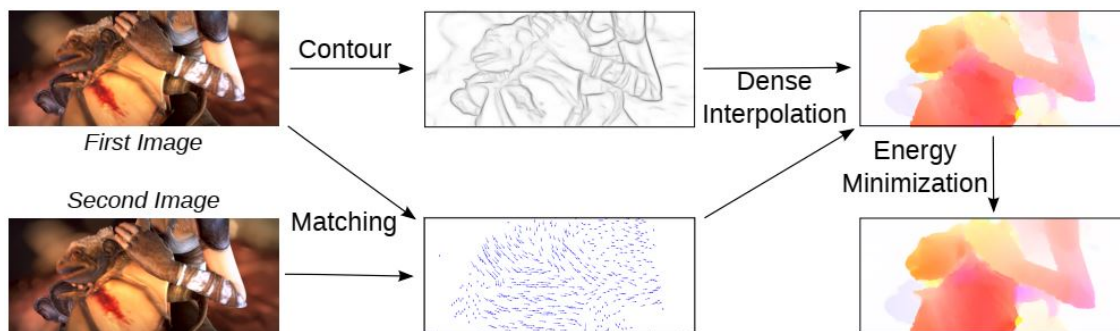 Contour
Dense
Interpolation
First Image
Energy
Minimization
Second Image
Matching